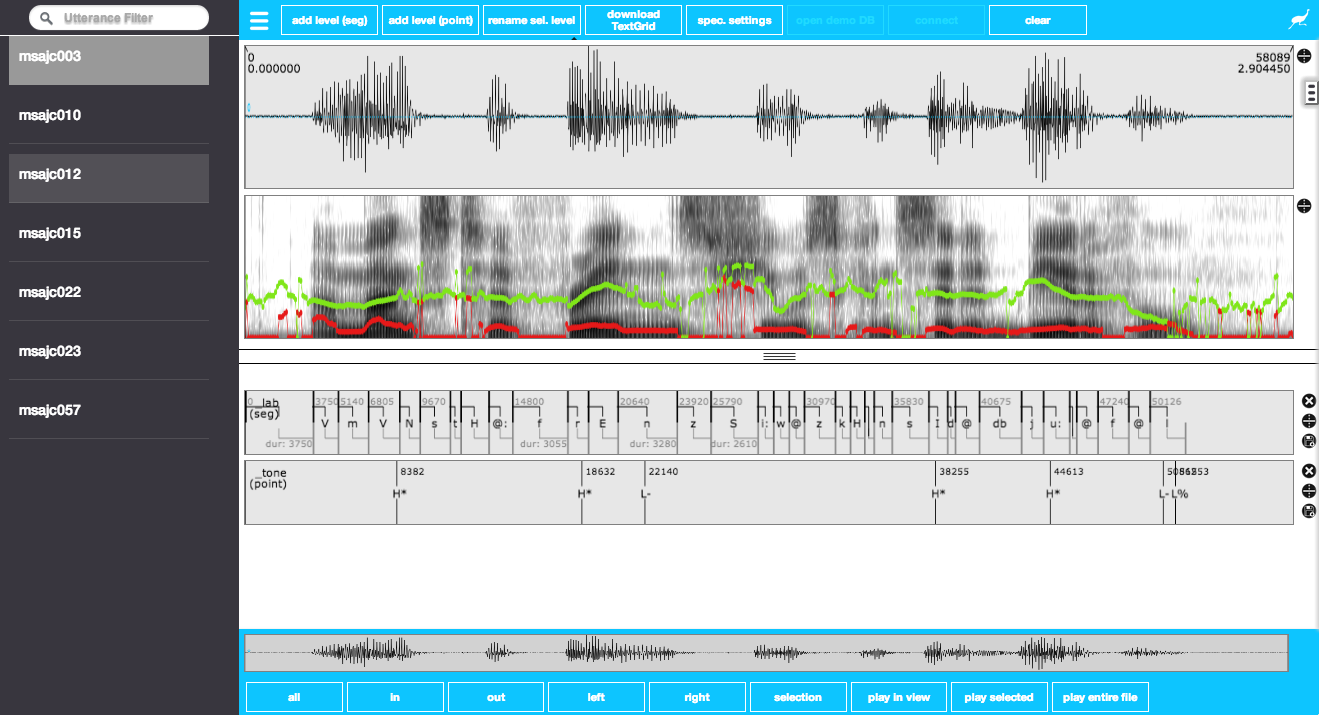 Utterance Filter
msajc003
msajc010
msajc012
msajc015
msajc022
msajc023
msajc057
add level (seg) add level (point) rename sel. level download TextGrid spec. settings open demo DB connect clear
0 58089
0.000000 2.904450
0 3750 5140 6805 9670 14800 20640 23920 25790 30970 35830 40675 47240 50126
_lab
(seg)
V m V N s t H @: f r E n z S i: w @ z k H n s I d @ db j u: @ f @ l
dur: 3750 dur: 3055 dur: 3280 dur: 2610
_tone 8382 18632 22140 38255 44613
(point)
H* H* L- H* H* L- L%
all in out left right selection play in view play selected play entire file